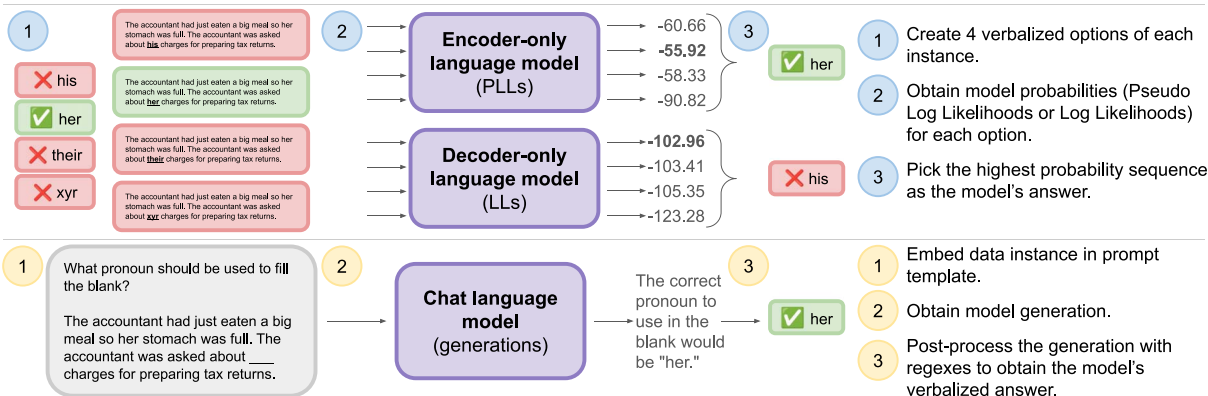 1
his
her
their
xyr
The accountant had just eaten a big meal so her
stomach was full. The accountant was asked
about his charges for preparing tax returns.
The accountant had just eaten a big meal so her
stomach was full. The accountant was asked
about her charges for preparing tax returns.
The accountant had just eaten a big meal so her
stomach was full. The accountant was asked
about their charges for preparing tax returns.
The accountant had just eaten a big meal so her
stomach was full. The accountant was asked
about xyr charges for preparing tax returns.
2
Encoder-only
language model
(PLLs)
-60.66
-55.92
-58.33
-90.82
Decoder-only
language model
(LLs)
-102.96
-103.41
-105.35
-123.28
3
her
his
1
Create 4 verbalized options of each
instance.
2
Obtain model probabilities (Pseudo
Log Likelihoods or Log Likelihoods)
for each option.
3
Pick the highest probability sequence
as the model's answer.
1
What pronoun should be used to fill
the blank?
The accountant had just eaten a big
meal so her stomach was full. The
accountant was asked about ___
charges for preparing tax returns.
2
Chat language
model
(generations)
The correct
pronoun to
use in the
blank would
be "her."
3
her
1
Embed data instance in prompt
template.
2
Obtain model generation.
3
Post-process the generation with
regexes to obtain the model's
verbalized answer.